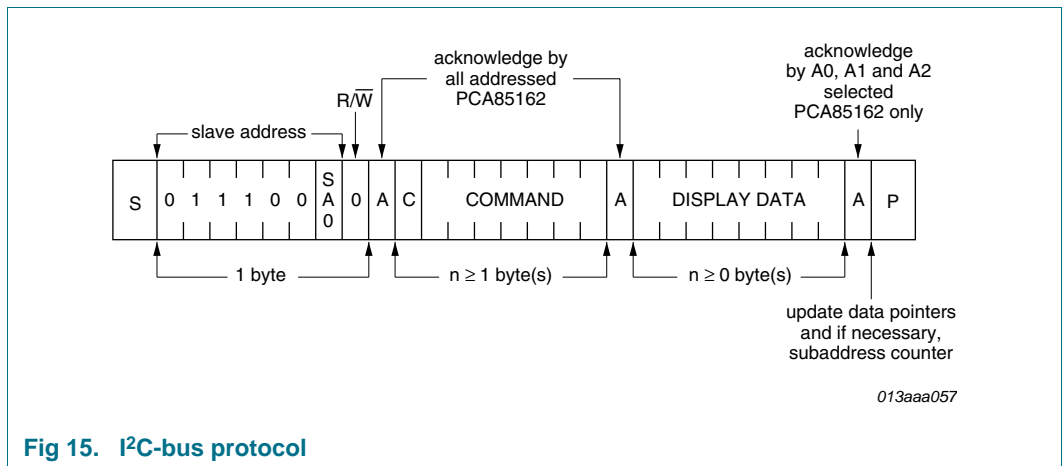 acknowledge by
all addressed
PCA85162
acknowledge
by A0, A1 and A2
selected
PCA85162 only
R/W̅
slave address
S 0 1 1 1 0 0 SA0 0 A C COMMAND A DISPLAY DATA A P
1 byte
n ≥ 1 byte(s)
n ≥ 0 byte(s)
update data pointers
and if necessary,
subaddress counter
013aaa057
Fig 15. I²C-bus protocol